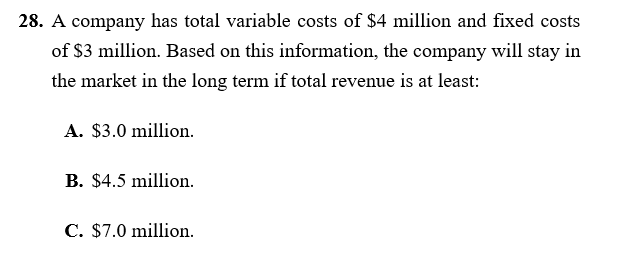 28. A company has total variable costs of $4 million and fixed costs
of $3 million. Based on this information, the company will stay in
the market in the long term if total revenue is at least:
A. $3.0 million.
B. $4.5 million.
C. $7.0 million.